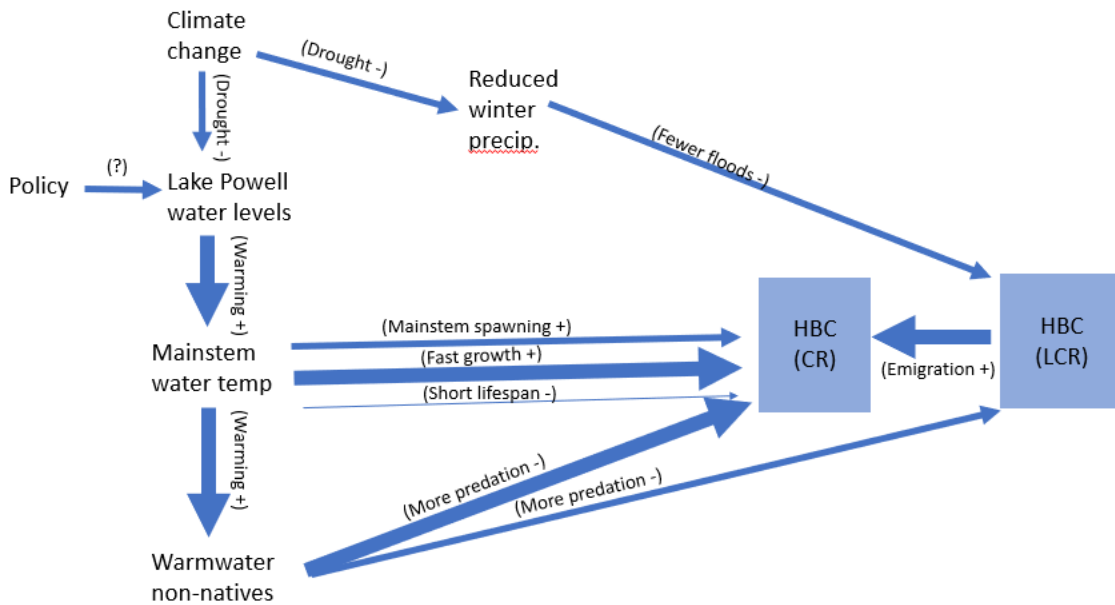 Climate
change
(Drought -)
Reduced
winter
precip.
(Drought -)
(Fewer floods -)
Policy
(?)
Lake Powell
water levels
(Warming +)
Mainstem
water temp
(Mainstem spawning +)
(Fast growth +)
(Short lifespan -)
HBC
(CR)
(Emigration +)
HBC
(LCR)
(Warming +)
(More predation -)
(More predation -)
Warmwater
non-natives